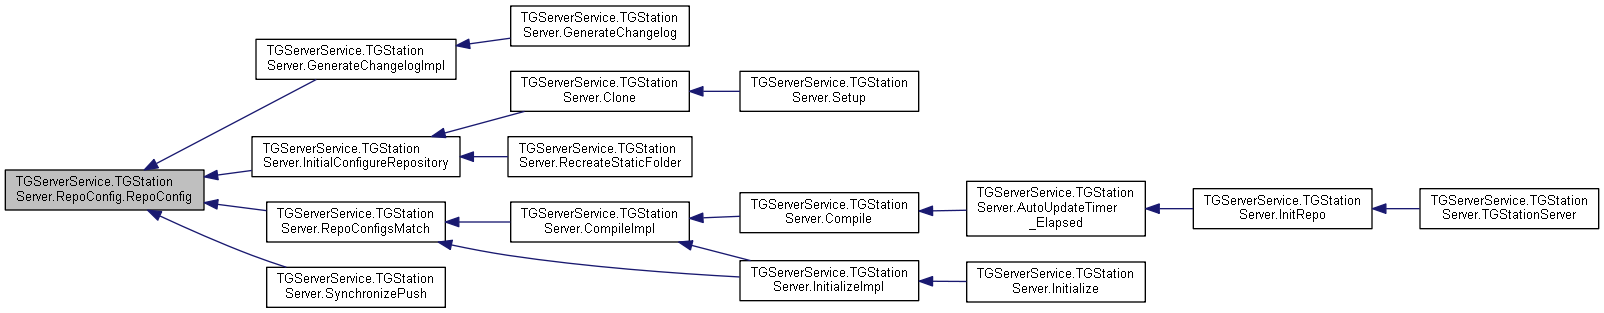 TGServerService.TGStation
Server.RepoConfig.RepoConfig
TGServerService.TGStation
Server.GenerateChangelogImpl
TGServerService.TGStation
Server.GenerateChangelog
TGServerService.TGStation
Server.InitialConfigureRepository
TGServerService.TGStation
Server.Clone
TGServerService.TGStation
Server.Setup
TGServerService.TGStation
Server.RecreateStaticFolder
TGServerService.TGStation
Server.RepoConfigsMatch
TGServerService.TGStation
Server.CompileImpl
TGServerService.TGStation
Server.Compile
TGServerService.TGStation
Server.AutoUpdateTimer
_Elapsed
TGServerService.TGStation
Server.InitRepo
TGServerService.TGStation
Server.TGStationServer
TGServerService.TGStation
Server.InitializeImpl
TGServerService.TGStation
Server.Initialize
TGServerService.TGStation
Server.SynchronizePush